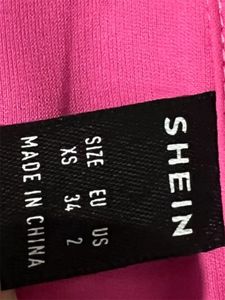 SHEIN
SIZE EU US
XS 34 2
MADE IN CHINA